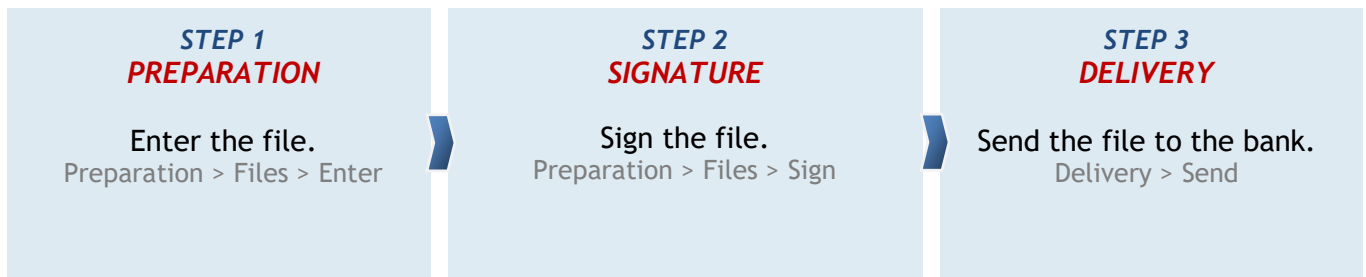 STEP 1
PREPARATION
Enter the file.
Preparation > Files > Enter
STEP 2
SIGNATURE
Sign the file.
Preparation > Files > Sign
STEP 3
DELIVERY
Send the file to the bank.
Delivery > Send